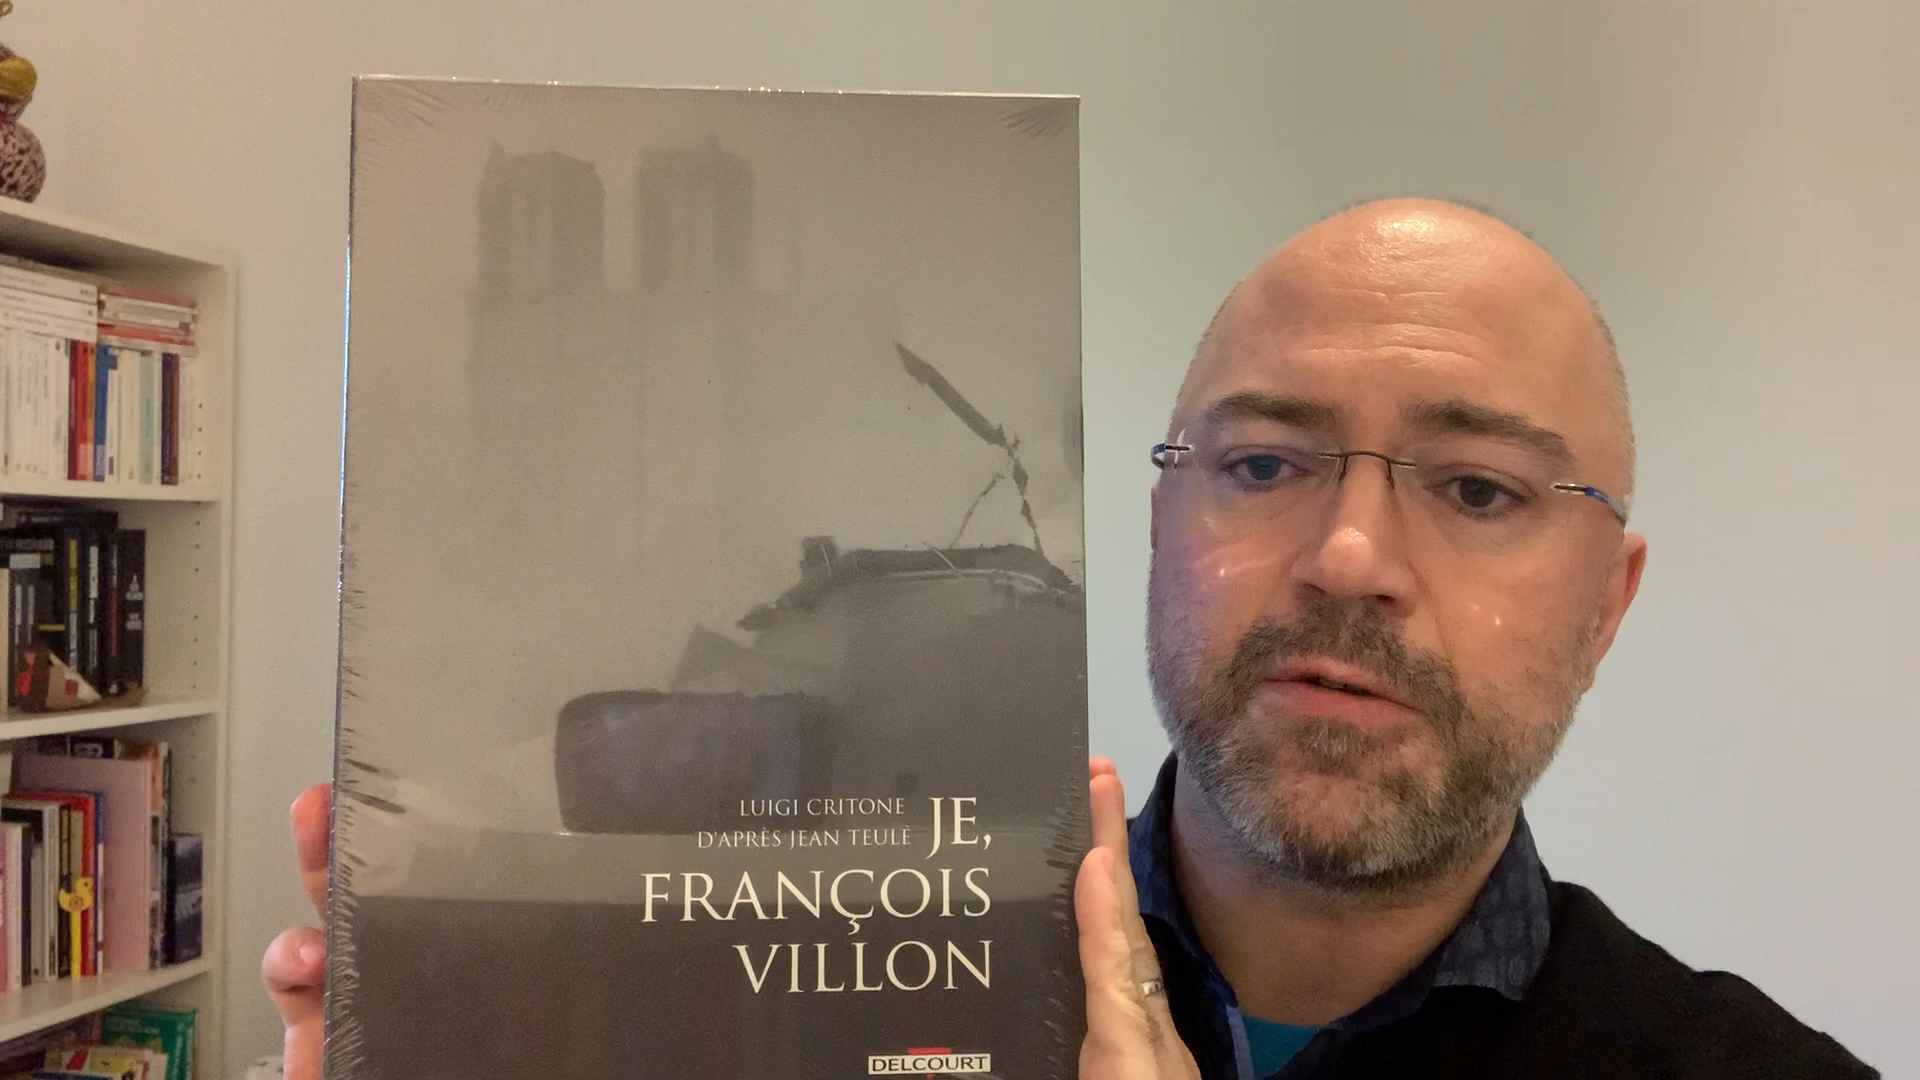 LUIGI CRITONE
D'APRÈS JEAN TEULÉ
JE,
FRANÇOIS
VILLON
DELCOURT